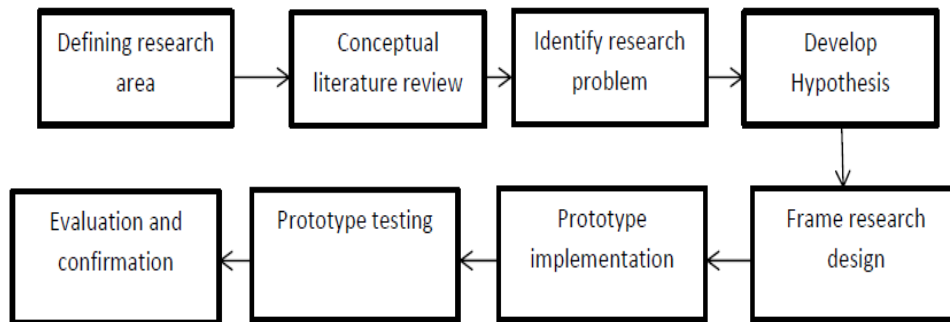 Defining research
area
Conceptual
literature review
Identify research
problem
Develop
Hypothesis
Frame research
design
Prototype
implementation
Prototype testing
Evaluation and
confirmation